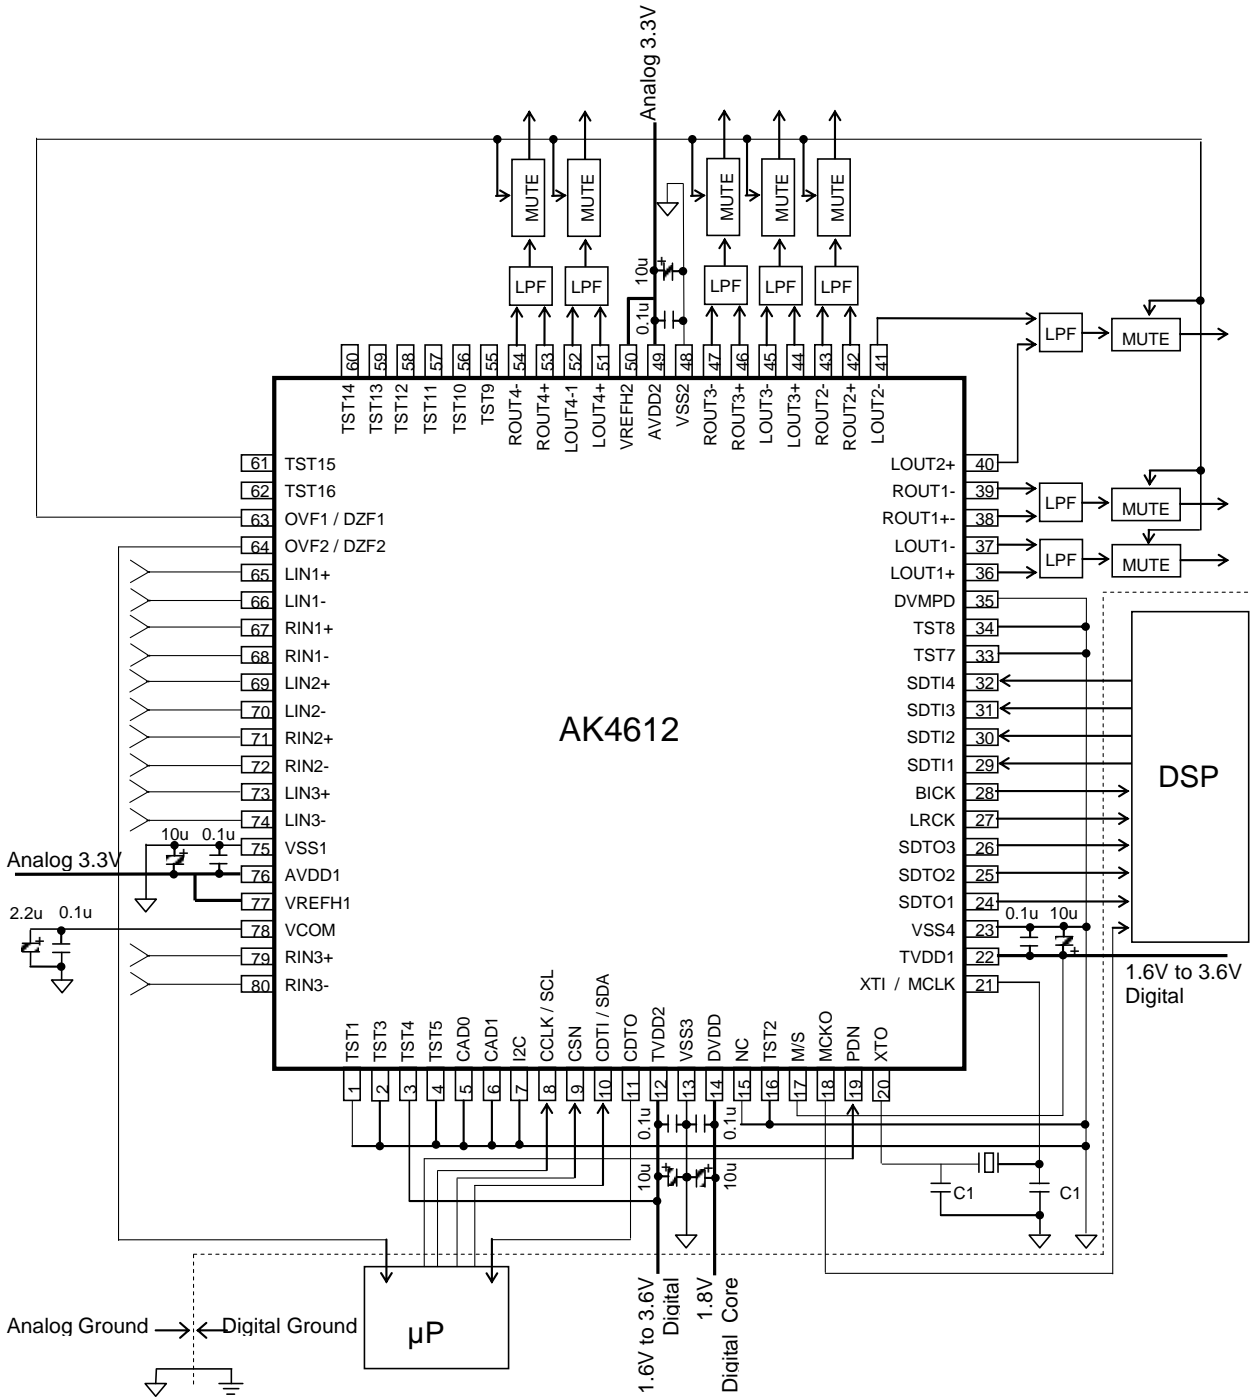 Analog 3.3V
MUTE
MUTE
MUTE
MUTE
MUTE
LPF
LPF
LPF
LPF
LPF
10u
+
0.1u
60
59
58
57
56
55
54
53
52
51
50
49
48
47
46
45
44
43
42
41
TST14
TST13
TST12
TST11
TST10
TST9
ROUT4-
ROUT4+
LOUT4-1
LOUT4+
VREFH2
AVDD2
VSS2
ROUT3-
ROUT3+
LOUT3-
LOUT3+
ROUT2-
ROUT2+
LOUT2-
LPF
MUTE
61 TST15
62 TST16
63 OVF1 / DZF1
64 OVF2 / DZF2
65 LIN1+
66 LIN1-
67 RIN1+
68 RIN1-
69 LIN2+
70 LIN2-
71 RIN2+
72 RIN2-
73 LIN3+
74 LIN3-
75 VSS1
76 AVDD1
77 VREFH1
78 VCOM
79 RIN3+
80 RIN3-
10u 0.1u
+
Analog 3.3V
2.2u 0.1u
+
AK4612
LOUT2+ 40
ROUT1- 39
ROUT1+- 38
LOUT1- 37
LOUT1+ 36
DVMPD 35
TST8 34
TST7 33
SDTI4 32
SDTI3 31
SDTI2 30
SDTI1 29
BICK 28
LRCK 27
SDTO3 26
SDTO2 25
SDTO1 24
VSS4 23
TVDD1 22
XTI / MCLK 21
LPF
MUTE
LPF
MUTE
DSP
0.1u 10u
+
1.6V to 3.6V
Digital
TST1
TST3
TST4
TST5
CAD0
CAD1
I2C
CCLK / SCL
CSN
CDTI / SDA
CDTO
TVDD2
VSS3
DVDD
NC
TST2
M/S
MCKO
PDN
XTO
1
2
3
4
5
6
7
8
9
10
11
12
13
14
15
16
17
18
19
20
0.1u
0.1u
10u
+
+
10u
C1
C1
µP
1.6V to 3.6V
Digital
1.8V
Digital Core
Analog Ground
Digital Ground